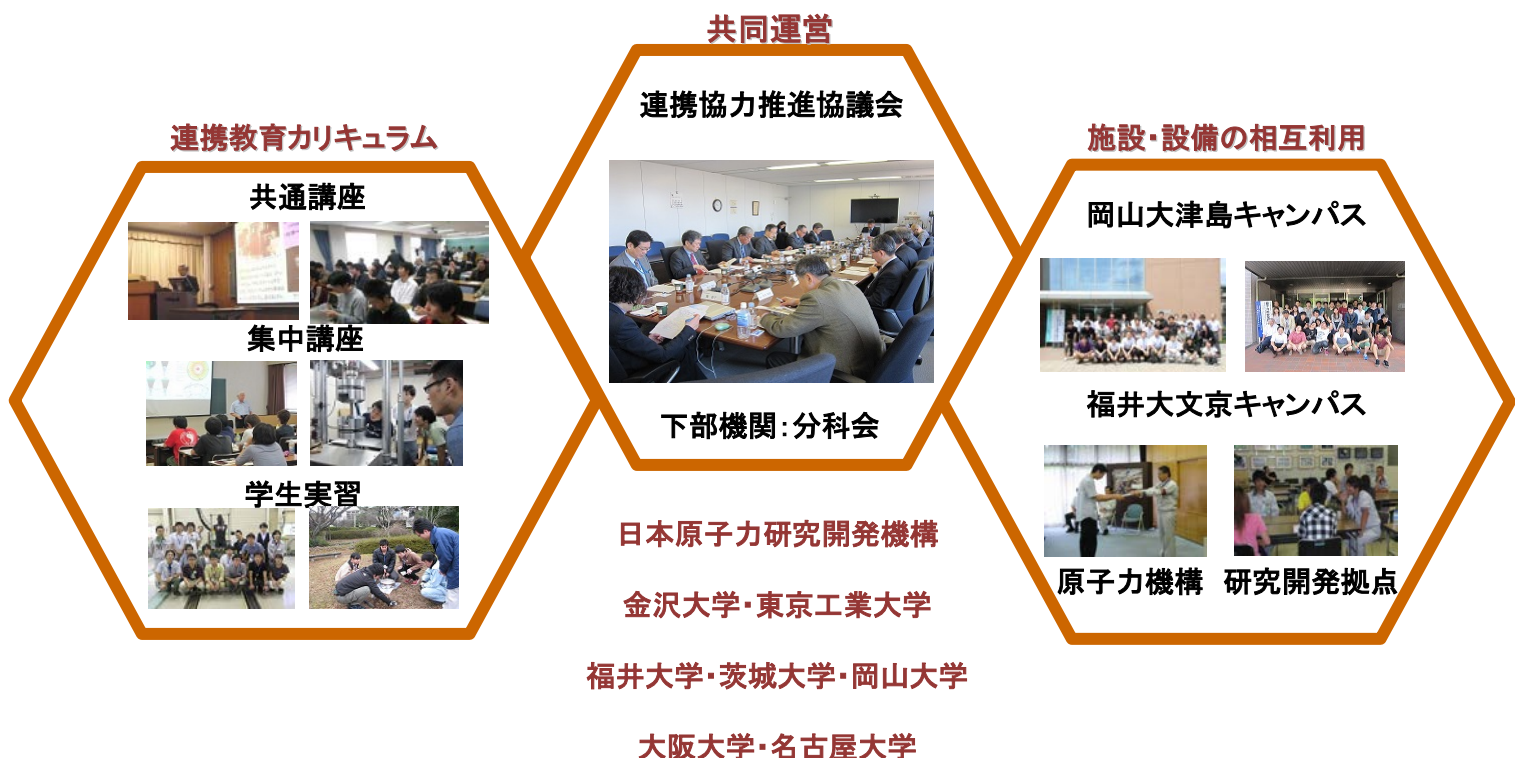 共同運営
連携協力推進協議会
下部機関：分科会
連携教育カリキュラム
共通講座
集中講座
学生実習
施設・設備の相互利用
岡山大津島キャンパス
福井大文京キャンパス
原子力機構 研究開発拠点
日本原子力研究開発機構
金沢大学・東京工業大学
福井大学・茨城大学・岡山大学
大阪大学・名古屋大学